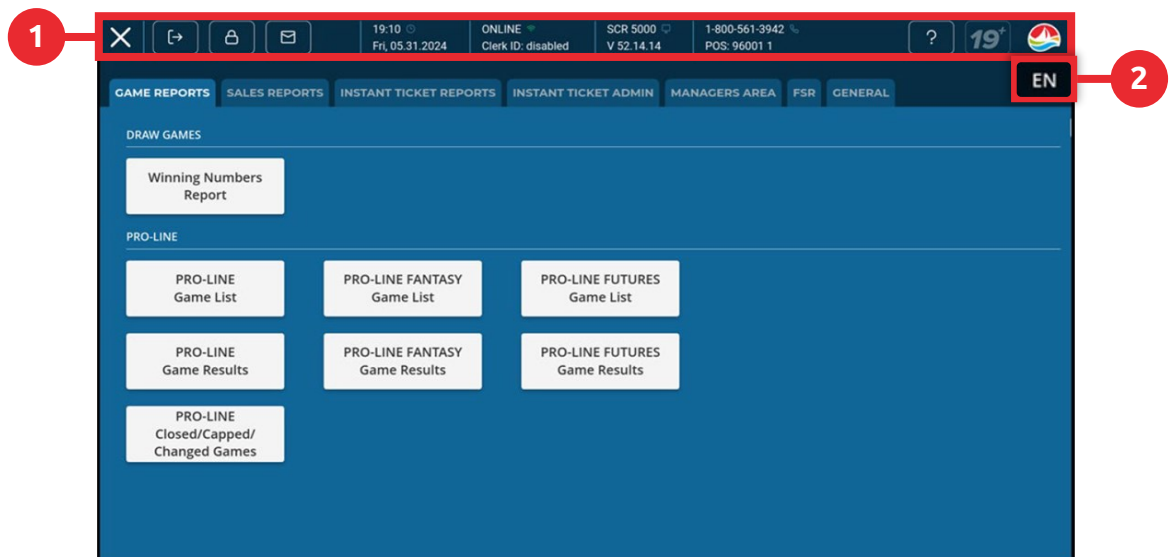 1
19:10 ONLINE SCR 5000 1-800-561-3942
Fri, 05.31.2024 Clerk ID: disabled V 52.14.14 POS: 96001 1
? 19+
EN
2
GAME REPORTS SALES REPORTS INSTANT TICKET REPORTS INSTANT TICKET ADMIN MANAGERS AREA FSR GENERAL
DRAW GAMES
Winning Numbers
Report
PRO-LINE
PRO-LINE
Game List
PRO-LINE FANTASY
Game List
PRO-LINE FUTURES
Game List
PRO-LINE
Game Results
PRO-LINE FANTASY
Game Results
PRO-LINE FUTURES
Game Results
PRO-LINE
Closed/Capped/
Changed Games